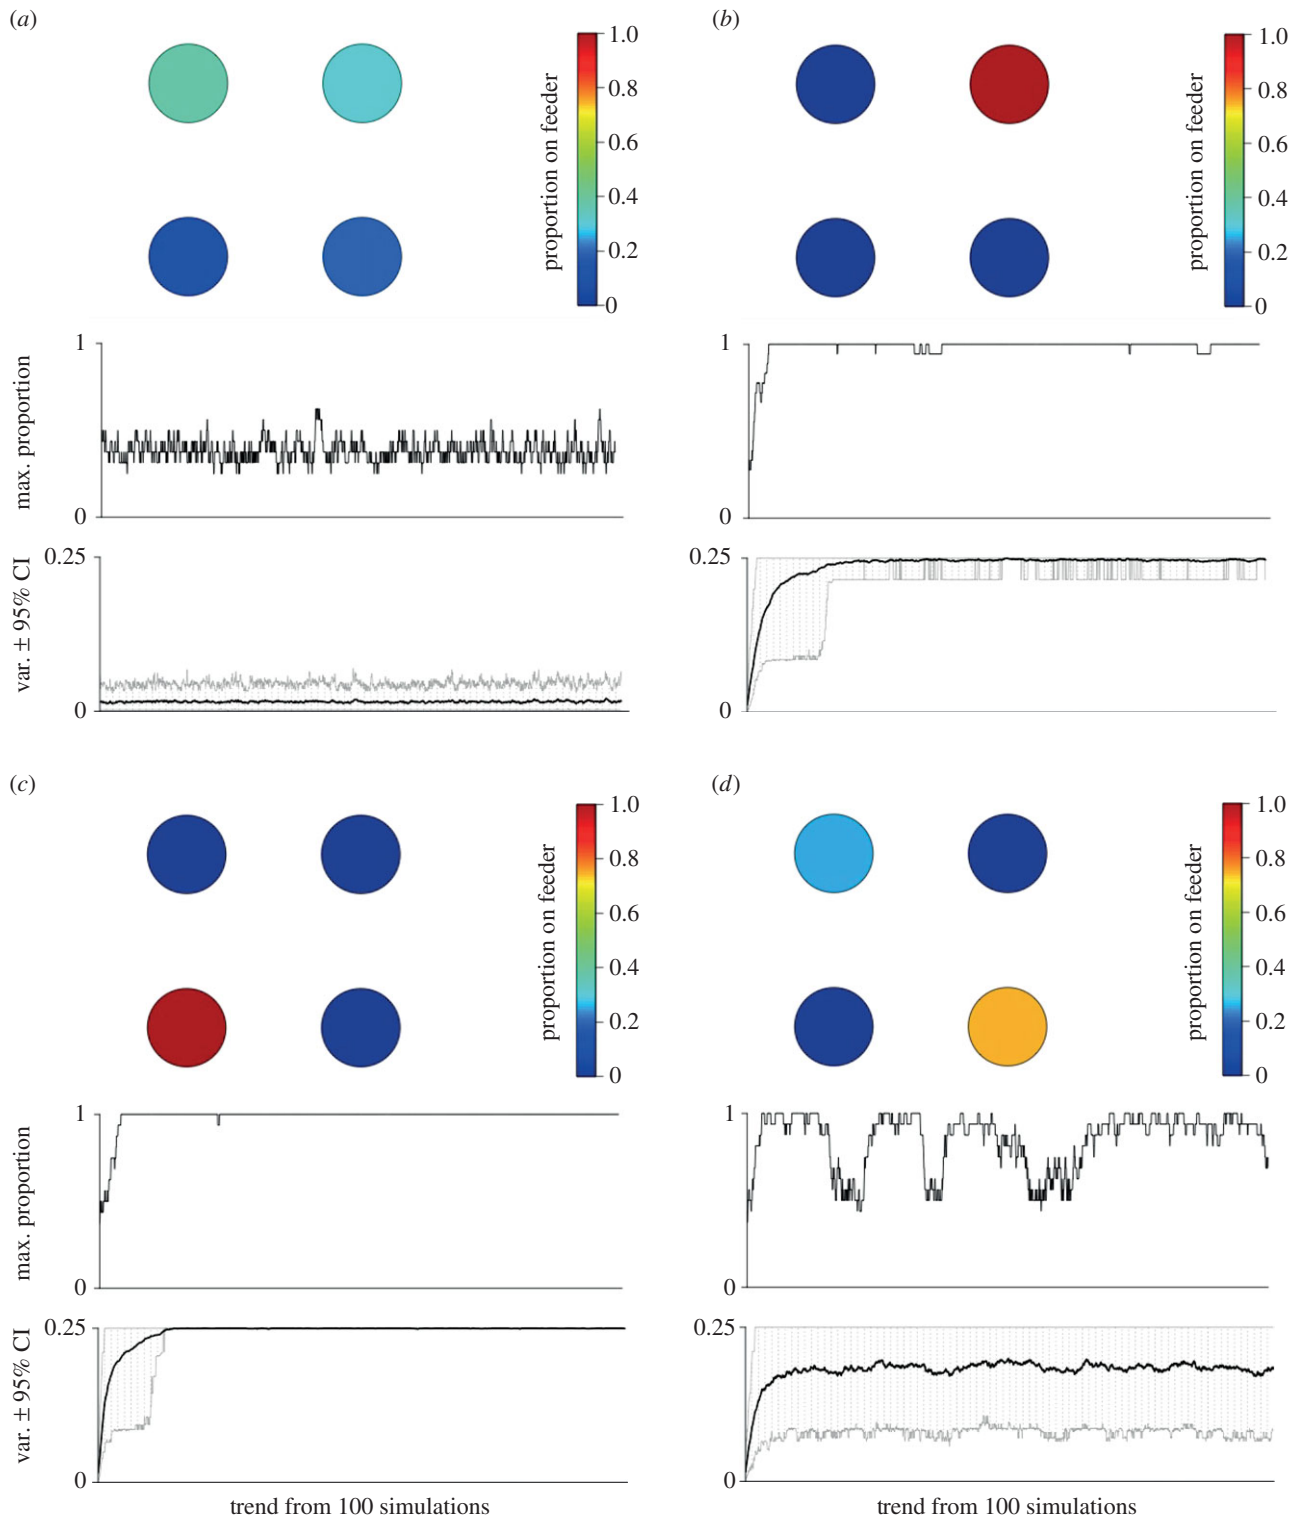 (a)
proportion on feeder
1.0
0.8
0.6
0.4
0.2
0
max. proportion
1
0
var. ± 95% CI
0.25
0
(b)
proportion on feeder
1.0
0.8
0.6
0.4
0.2
0
1
0
0.25
0
(c)
proportion on feeder
1.0
0.8
0.6
0.4
0.2
0
max. proportion
1
0
var. ± 95% CI
0.25
0
trend from 100 simulations
(d)
proportion on feeder
1.0
0.8
0.6
0.4
0.2
0
1
0
0.25
0
trend from 100 simulations